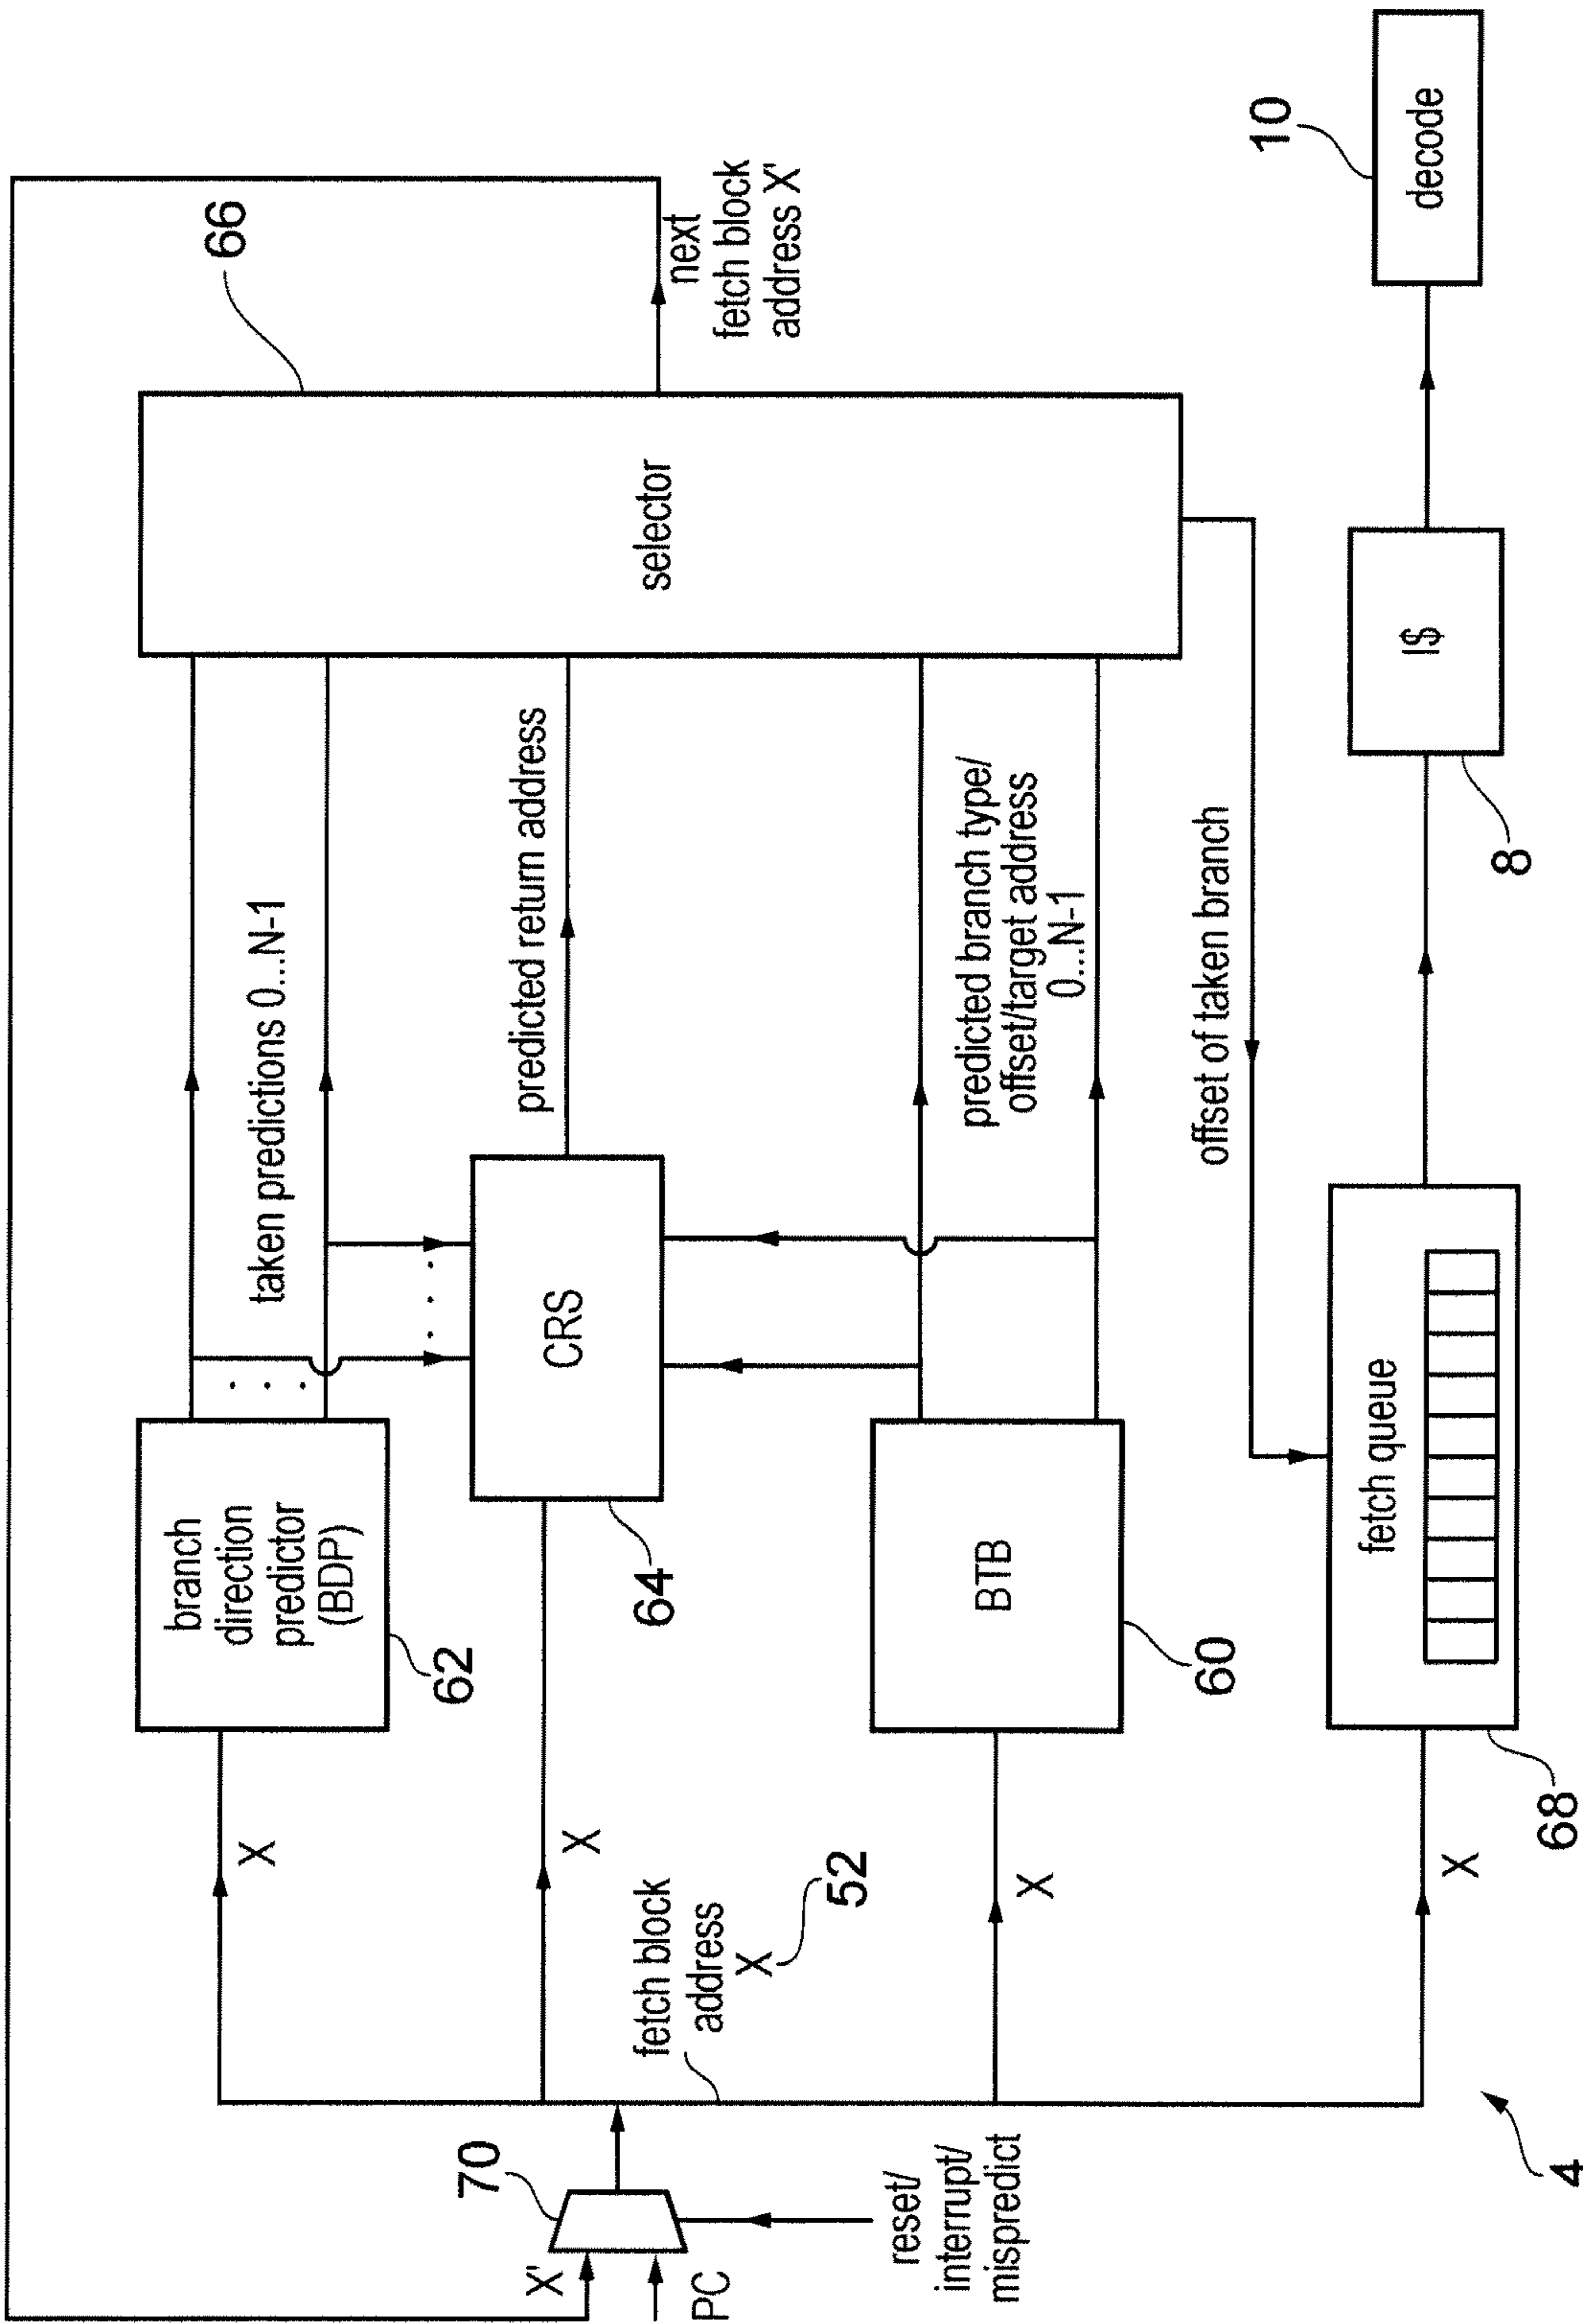 66
next
fetch block
address X'
selector
10
decode
taken predictions 0...N-1
predicted return address
predicted branch type/
offset/target address
0...N-1
offset of taken branch
I$
8
branch
direction
predictor
(BDP)
62
CRS
64
BTB
60
fetch queue
68
X
X
X
X
fetch block
address
X
52
70
X'
PC
reset/
interrupt/
mispredict
4